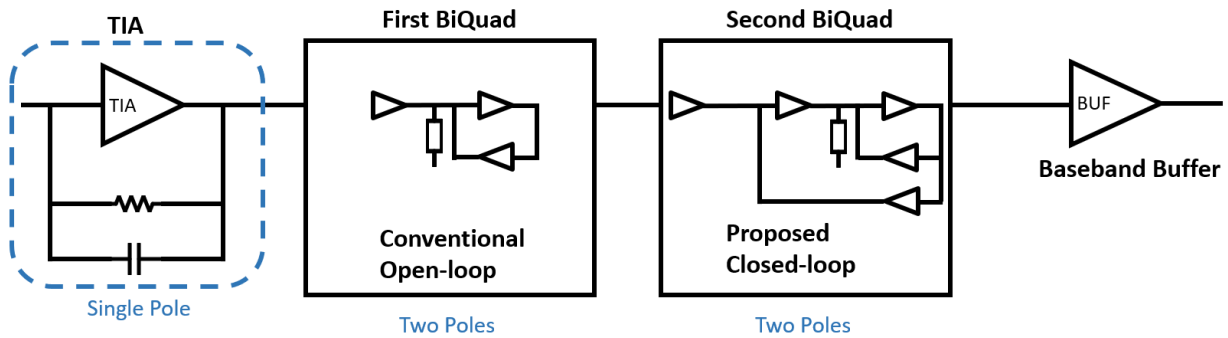 TIA
First BiQuad
Second BiQuad
TIA
BUF
Baseband Buffer
Conventional
Open-loop
Proposed
Closed-loop
Single Pole
Two Poles
Two Poles